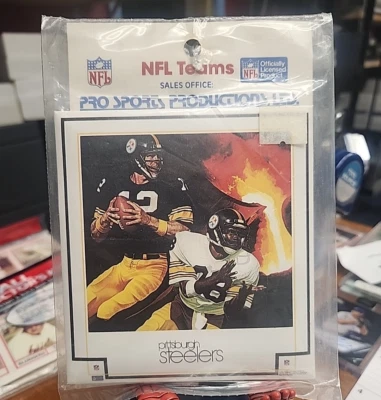 NFL
NFL Teams
SALES OFFICE:
NFL
Officially
Licensed
Product
PRO SPORTS PRODUCTIONS LTD.
12
pittsburgh
steelers